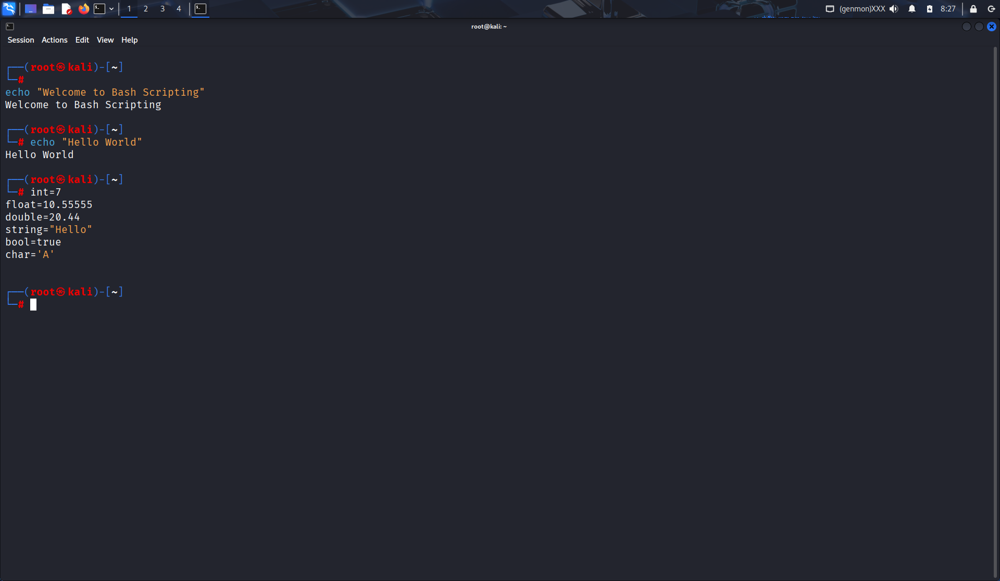 1 2 3 4 (genmon)XXX 8:27
root@kali: ~
Session Actions Edit View Help
┌──(root㉿kali)-[~]
└─#
echo "Welcome to Bash Scripting"
Welcome to Bash Scripting
┌──(root㉿kali)-[~]
└─# echo "Hello World"
Hello World
┌──(root㉿kali)-[~]
└─# int=7
float=10.55555
double=20.44
string="Hello"
bool=true
char='A'
┌──(root㉿kali)-[~]
└─#